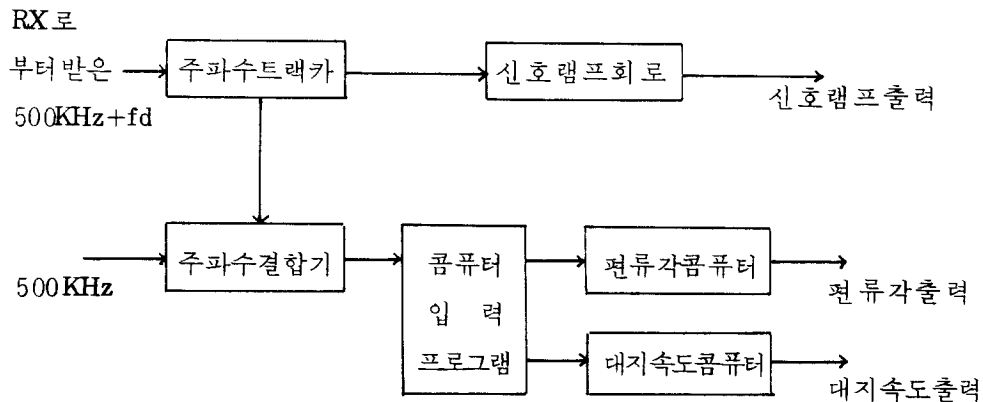 RX로
부터받은
500KHz+fd
주파수트랙카
신호램프회로
신호램프출력
500KHz
주파수결합기
콤퓨터
입 력
프로그램
편류각콤퓨터
편류각출력
대지속도콤퓨터
대지속도출력